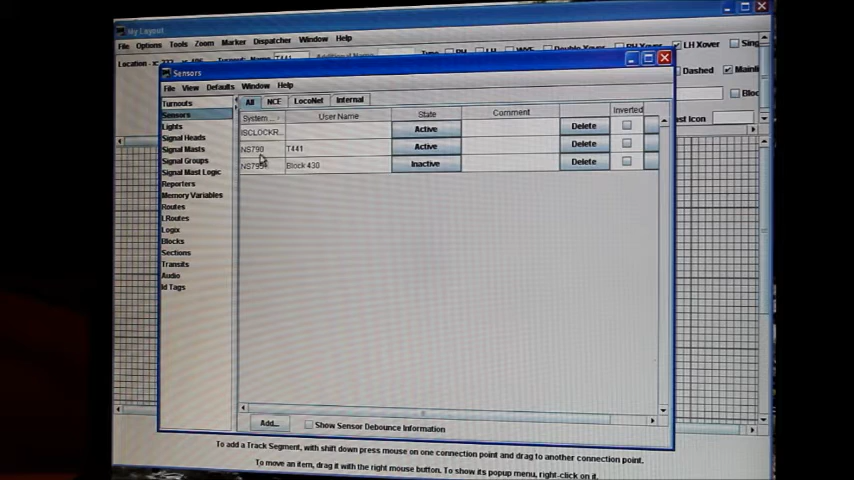 My Layout
File Options Tools Zoom Marker Dispatcher Window Help
Sensors
LH Xover
Dashed
File View Defaults Window Help
All NCE LocoNet Internal
System... User Name State Comment Inverted
ISCLOCKR... Active Delete
NS790 T441 Active Delete
Block 430 Inactive Delete
Turnouts
Sensors
Lights
Signal Heads
Signal Masts
Signal Groups
Signal Mast Logic
Reporters
Memory Variables
Routes
LRoutes
Logix
Blocks
Sections
Transits
Audio
Id Tags
Add... Show Sensor Debounce Information
To add a Track Segment, with shift down press mouse on one connection point and drag to another connection point.
To move an item, drag it with the right mouse button. To show its popup menu, right-click on it.